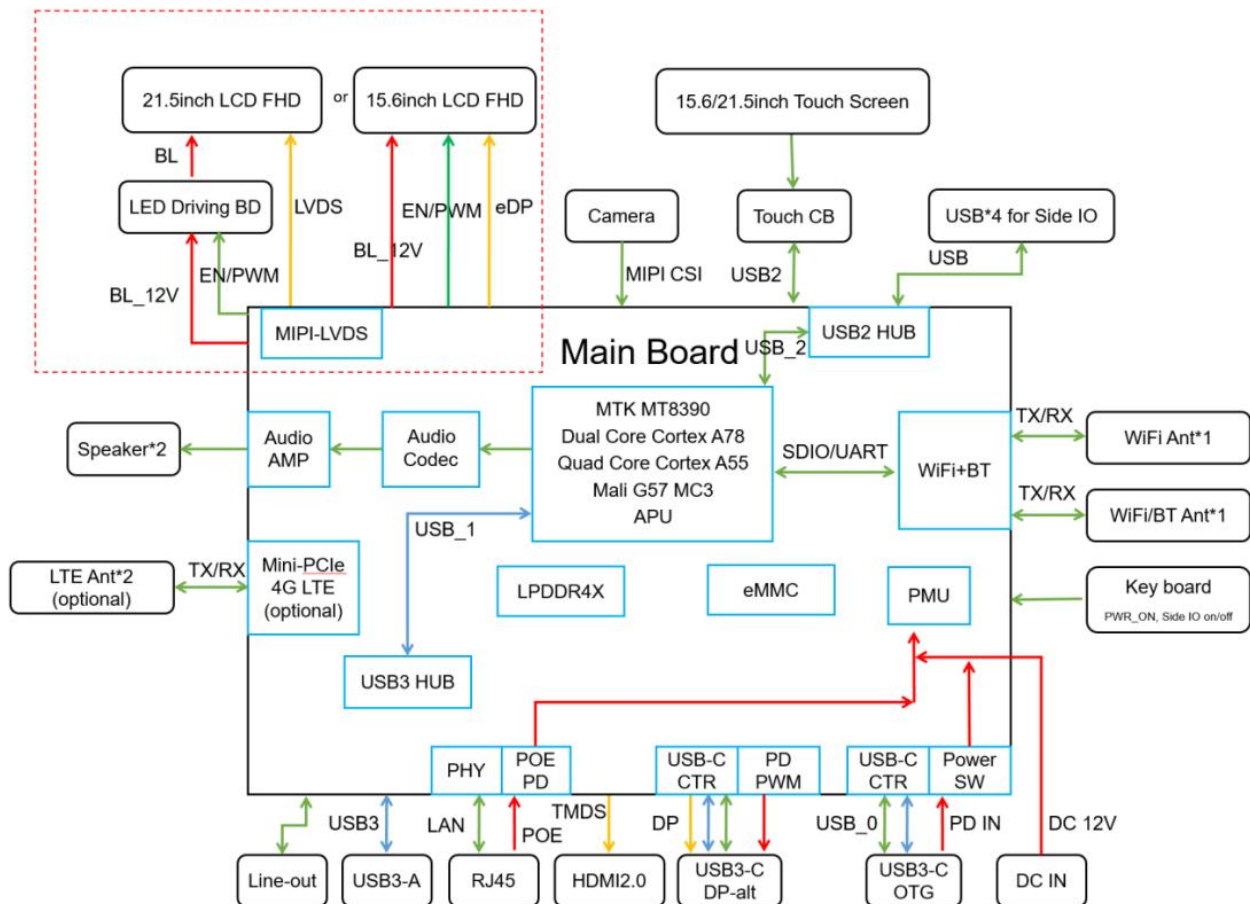 21.5inch LCD FHD
or
15.6inch LCD FHD
15.6/21.5inch Touch Screen
BL
LED Driving BD
LVDS
EN/PWM
eDP
Camera
Touch CB
USB*4 for Side IO
BL_12V
EN/PWM
BL_12V
MIPI CSI
USB2
USB
MIPI-LVDS
Main Board
USB_2
USB2 HUB
MTK MT8390
Dual Core Cortex A78
Quad Core Cortex A55
Mali G57 MC3
APU
Speaker*2
Audio
AMP
Audio
Codec
SDIO/UART
WiFi+BT
TX/RX
WiFi Ant*1
TX/RX
WiFi/BT Ant*1
USB_1
LTE Ant*2
(optional)
TX/RX
Mini-PCIe
4G LTE
(optional)
LPDDR4X
eMMC
PMU
Key board
PWR_ON, Side IO on/off
USB3 HUB
PHY
POE
PD
USB-C
CTR
PD
PWM
USB-C
CTR
Power
SW
USB3
LAN
POE
TMDS
DP
USB_0
PD IN
DC 12V
Line-out
USB3-A
RJ45
HDMI2.0
USB3-C
DP-alt
USB3-C
OTG
DC IN